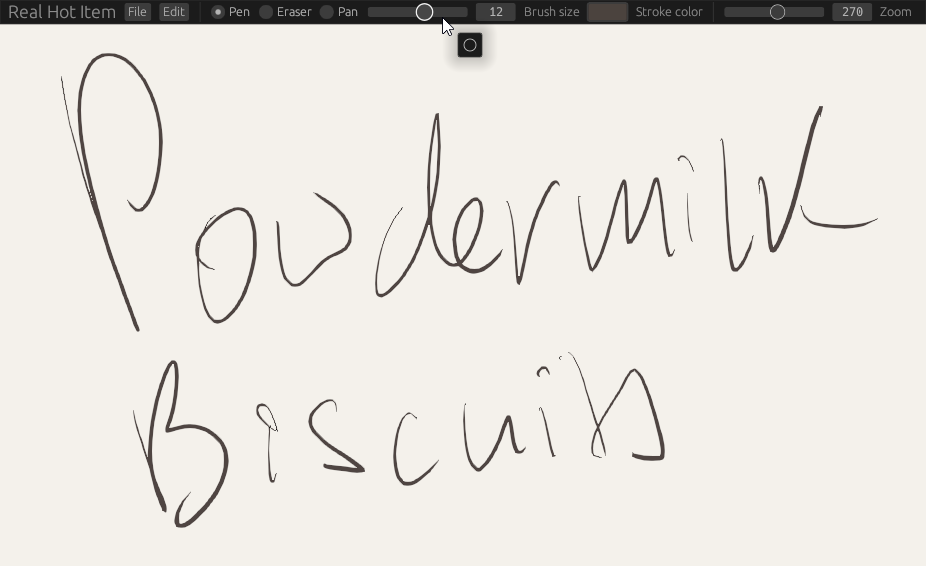 Real Hot Item File Edit Pen Eraser Pan 12 Brush size Stroke color 270 Zoom
Powdermilk
Biscuits